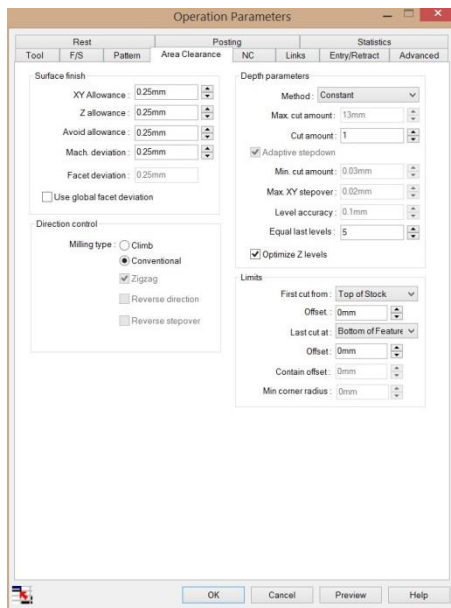 Operation Parameters
Rest Posting Statistics
Tool F/S Pattern Area Clearance NC Links Entry/Retract Advanced
Surface finish
XY Allowance : 0.25mm
Z allowance : 0.25mm
Avoid allowance : 0.25mm
Mach. deviation : 0.25mm
Facet deviation : 0.25mm
Use global facet deviation
Direction control
Milling type : Climb
Conventional
Zigzag
Reverse direction
Reverse stepover
Depth parameters
Method : Constant
Max. cut amount : 13mm
Cut amount : 1
Adaptive stepdown
Min. cut amount : 0.03mm
Max. XY stepover : 0.02mm
Level accuracy : 0.1mm
Equal last levels : 5
Optimize Z levels
Limits
First cut from : Top of Stock
Offset : 0mm
Last cut at : Bottom of Feature
Offset : 0mm
Contain offset : 0mm
Min corner radius : 0mm
OK Cancel Preview Help